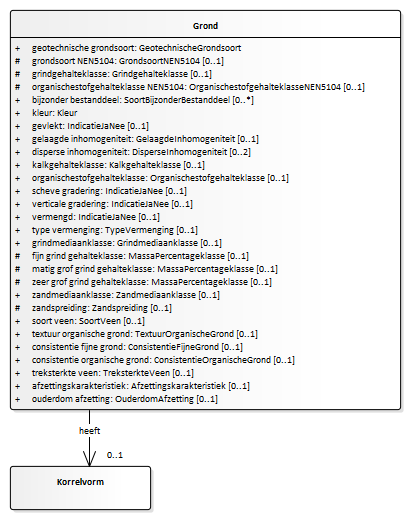 Grond
+ geotechnische grondsoort: GeotechnischeGrondsoort
# grondsoort NEN5104: GrondsoortNEN5104 [0..1]
# grindgehalteklasse: Grindgehalteklasse [0..1]
# organischestofgehalteklasse NEN5104: OrganischestofgehalteklasseNEN5104 [0..1]
+ bijzonder bestanddeel: SoortBijzonderBestanddeel [0..*]
+ kleur: Kleur
+ gevlekt: IndicatieJaNee [0..1]
+ gelaagde inhomogeniteit: GelaagdeInhomogeniteit [0..1]
+ disperse inhomogeniteit: DisperseInhomogeniteit [0..2]
+ kalkgehalteklasse: Kalkgehalteklasse [0..1]
+ organischestofgehalteklasse: Organischestofgehalteklasse [0..1]
+ scheve gradering: IndicatieJaNee [0..1]
+ verticale gradering: IndicatieJaNee [0..1]
+ vermengd: IndicatieJaNee [0..1]
+ type vermenging: TypeVermenging [0..1]
+ grindmediaanklasse: Grindmediaanklasse [0..1]
# fijn grind gehalteklasse: MassaPercentageklasse [0..1]
# matig grof grind gehalteklasse: MassaPercentageklasse [0..1]
# zeer grof grind gehalteklasse: MassaPercentageklasse [0..1]
+ zandmediaanklasse: Zandmediaanklasse [0..1]
# zandspreiding: Zandspreiding [0..1]
+ soort veen: SoortVeen [0..1]
+ textuur organische grond: TextuurOrganischeGrond [0..1]
+ consistentie fijne grond: ConsistentieFijneGrond [0..1]
+ consistentie organische grond: ConsistentieOrganischeGrond [0..1]
+ treksterkte veen: TreksterkteVeen [0..1]
+ afzettingskarakteristiek: Afzettingskarakteristiek [0..1]
+ ouderdom afzetting: OuderdomAfzetting [0..1]
heeft
0..1
Korrelvorm